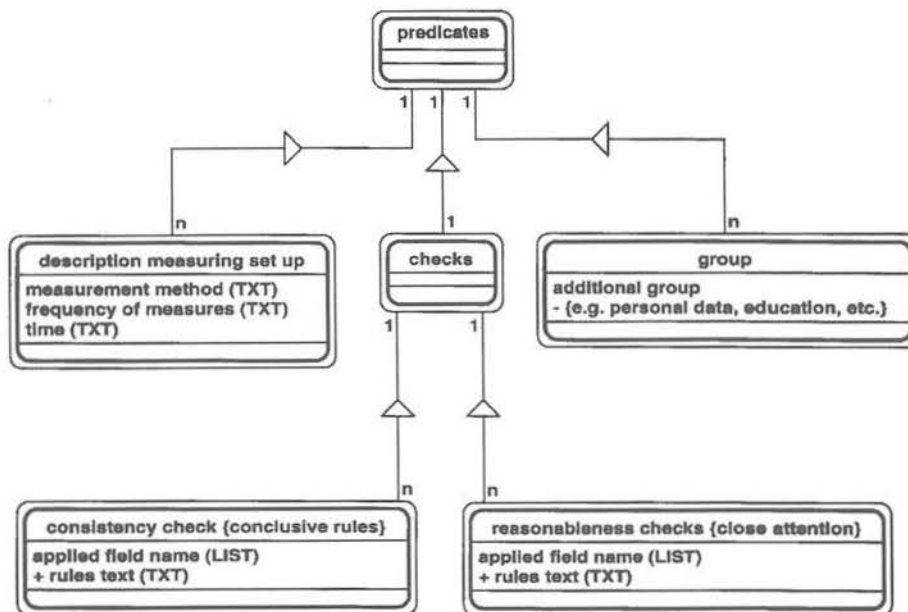 predicates
1 1 1
n
1
n
description measuring set up
measurement method (TXT)
frequency of measures (TXT)
time (TXT)
checks
group
additional group
- {e.g. personal data, education, etc.}
1 1
n
n
consistency check {conclusive rules}
applied field name (LIST)
+ rules text (TXT)
reasonableness checks {close attention}
applied field name (LIST)
+ rules text (TXT)